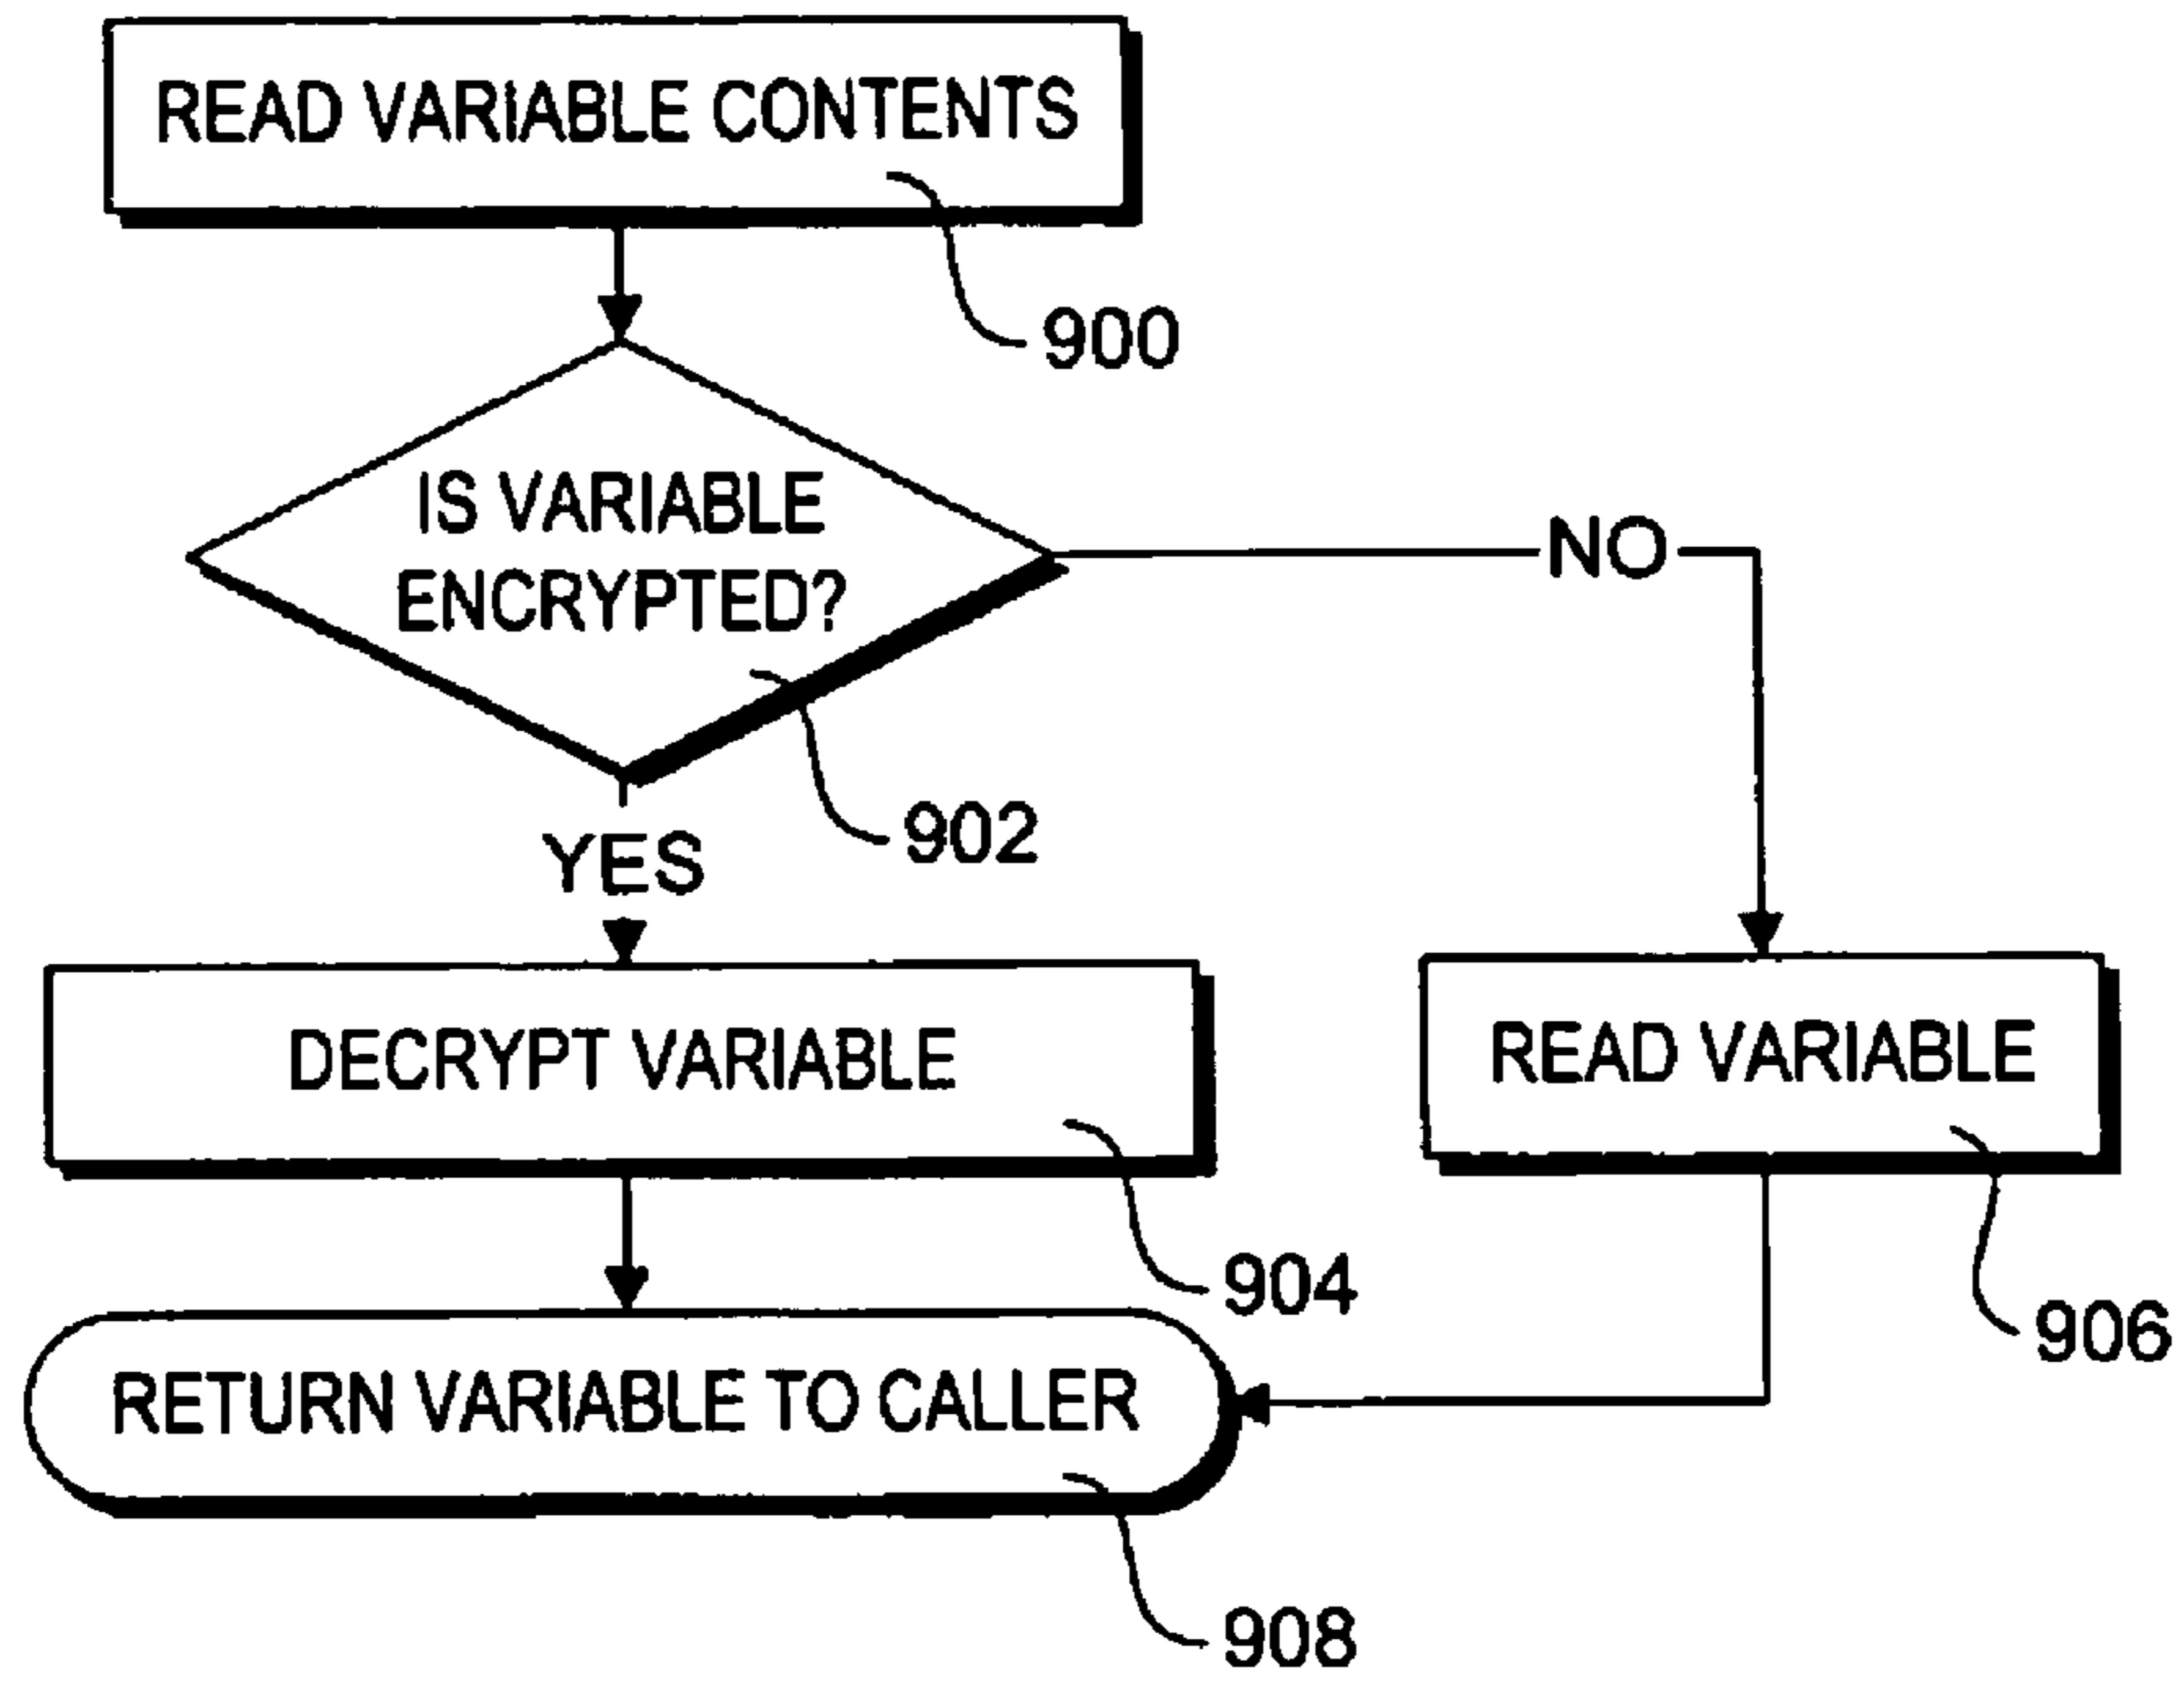 READ VARIABLE CONTENTS
900
IS VARIABLE
ENCRYPTED?
NO
902
YES
DECRYPT VARIABLE
READ VARIABLE
904
906
RETURN VARIABLE TO CALLER
908